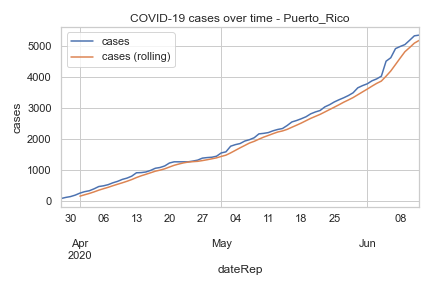 COVID-19 cases over time - Puerto_Rico
cases
cases (rolling)
cases
5000
4000
3000
2000
1000
0
30 06 13 20 27 04 11 18 25 08
Apr May Jun
2020
dateRep